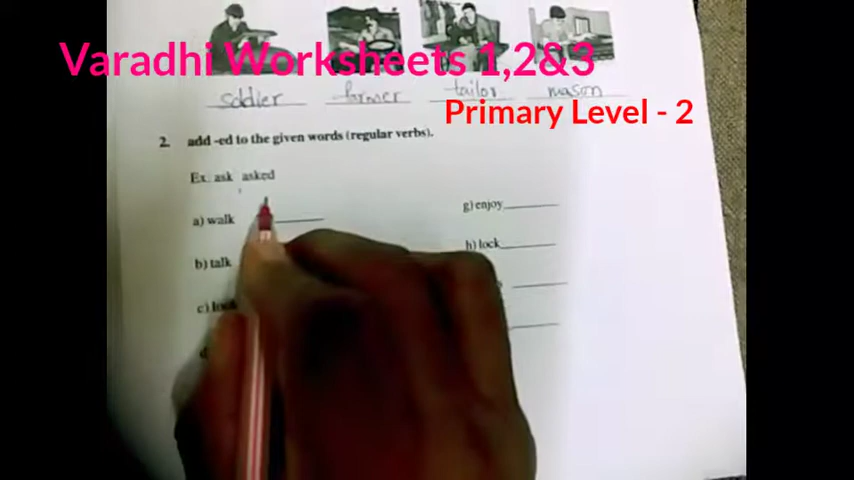 Varadhi Worksheets 1,2&3
soldier farmer tailor mason
Primary Level - 2
2. add -ed to the given words (regular verbs).
Ex. ask asked
g) enjoy
a) walk
h) lock
b) talk
c) look